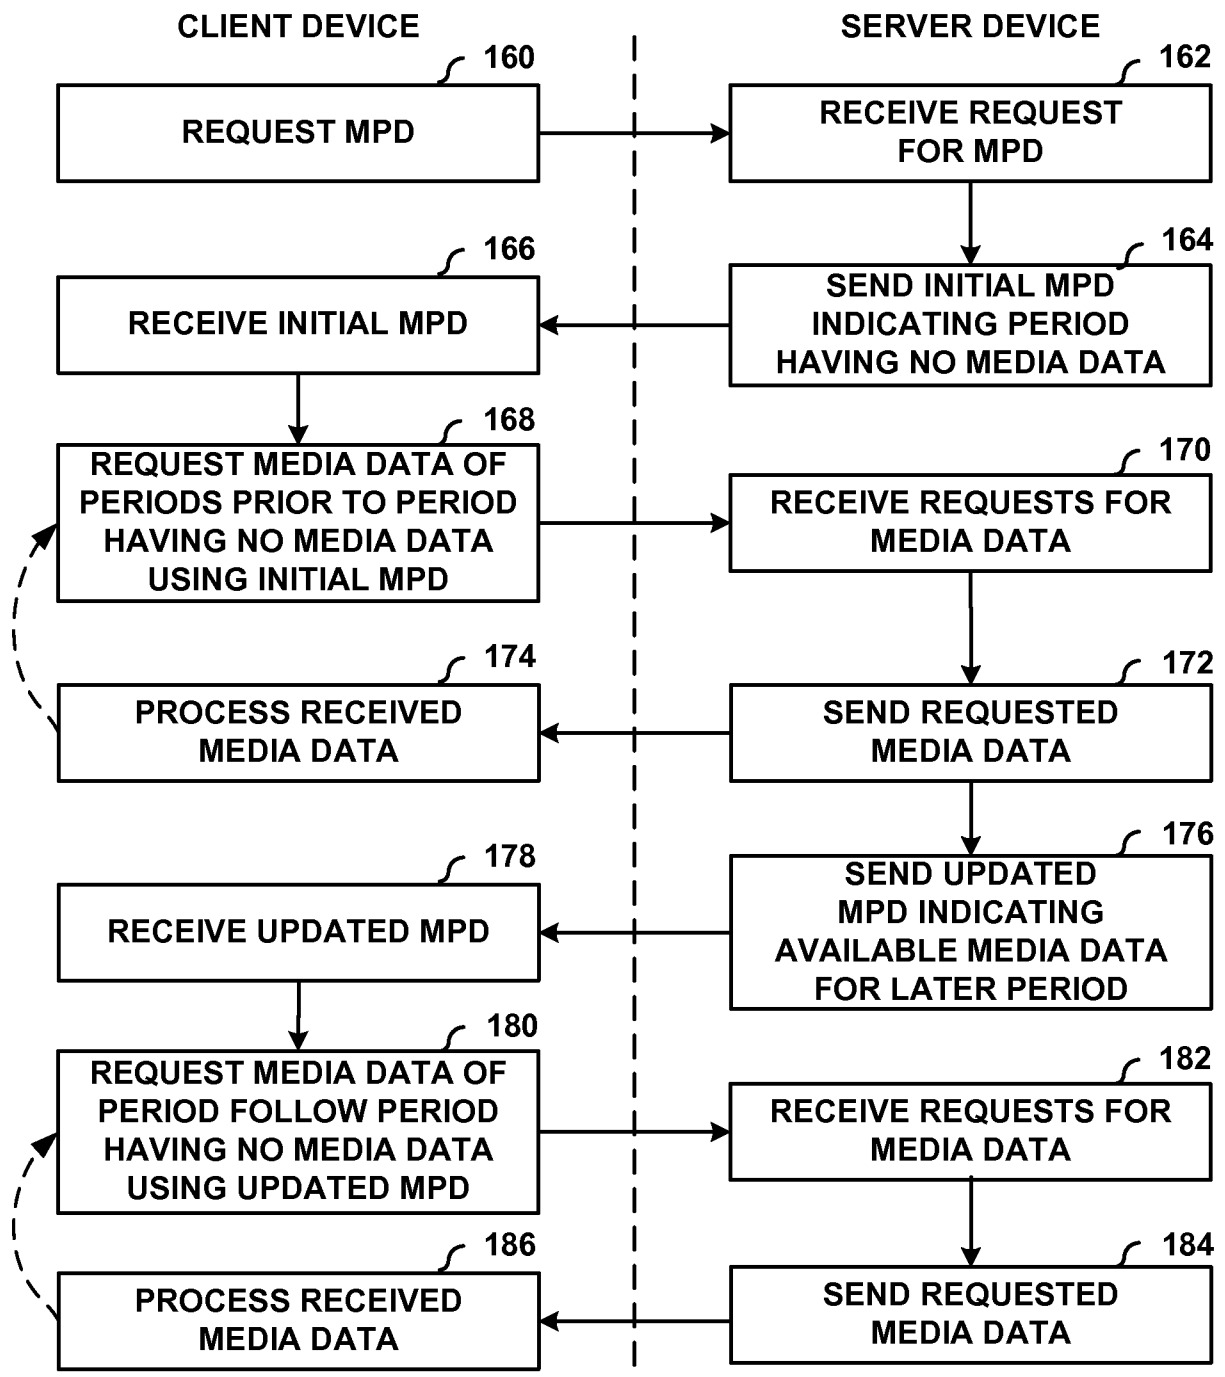 CLIENT DEVICE
SERVER DEVICE
160
REQUEST MPD
162
RECEIVE REQUEST
FOR MPD
164
SEND INITIAL MPD
INDICATING PERIOD
HAVING NO MEDIA DATA
166
RECEIVE INITIAL MPD
168
REQUEST MEDIA DATA OF
PERIODS PRIOR TO PERIOD
HAVING NO MEDIA DATA
USING INITIAL MPD
170
RECEIVE REQUESTS FOR
MEDIA DATA
172
SEND REQUESTED
MEDIA DATA
174
PROCESS RECEIVED
MEDIA DATA
176
SEND UPDATED
MPD INDICATING
AVAILABLE MEDIA DATA
FOR LATER PERIOD
178
RECEIVE UPDATED MPD
180
REQUEST MEDIA DATA OF
PERIOD FOLLOW PERIOD
HAVING NO MEDIA DATA
USING UPDATED MPD
182
RECEIVE REQUESTS FOR
MEDIA DATA
184
SEND REQUESTED
MEDIA DATA
186
PROCESS RECEIVED
MEDIA DATA